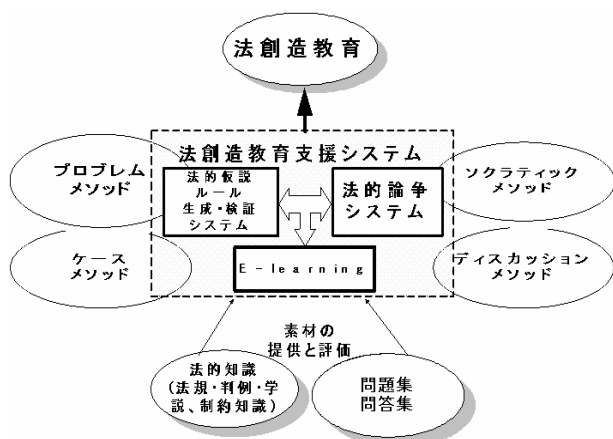 法創造教育
法創造教育支援システム
プロブレム
メソッド
法的仮説
ルール
生成・検証
システム
法的論争
システム
ソクラティック
メソッド
ケース
メソッド
E-learning
ディスカッション
メソッド
素材の
提供と評価
法的知識
(法規・判例・学
説、制約知識)
問題集
問答集